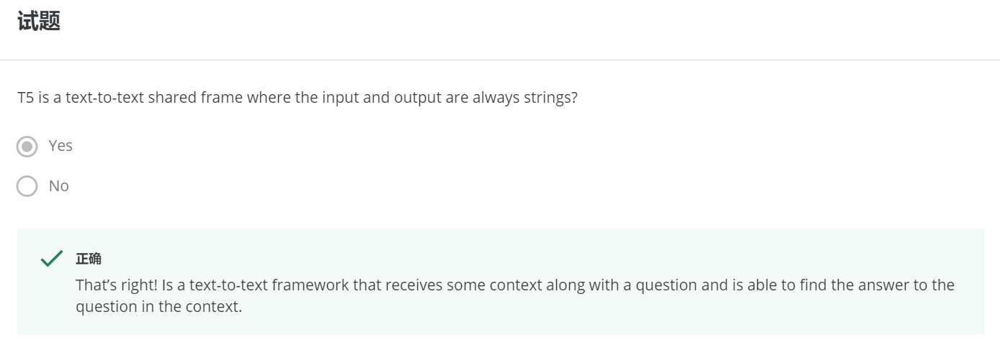 试题
T5 is a text-to-text shared frame where the input and output are always strings?
Yes
No
正确
That’s right! Is a text-to-text framework that receives some context along with a question and is able to find the answer to the
question in the context.